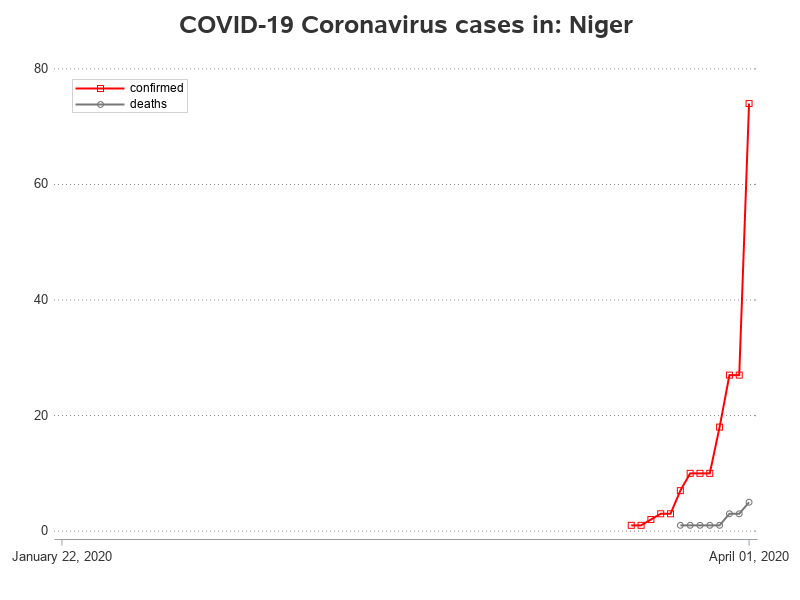 COVID-19 Coronavirus cases in: Niger
80
confirmed
deaths
60
40
20
0
January 22, 2020
April 01, 2020